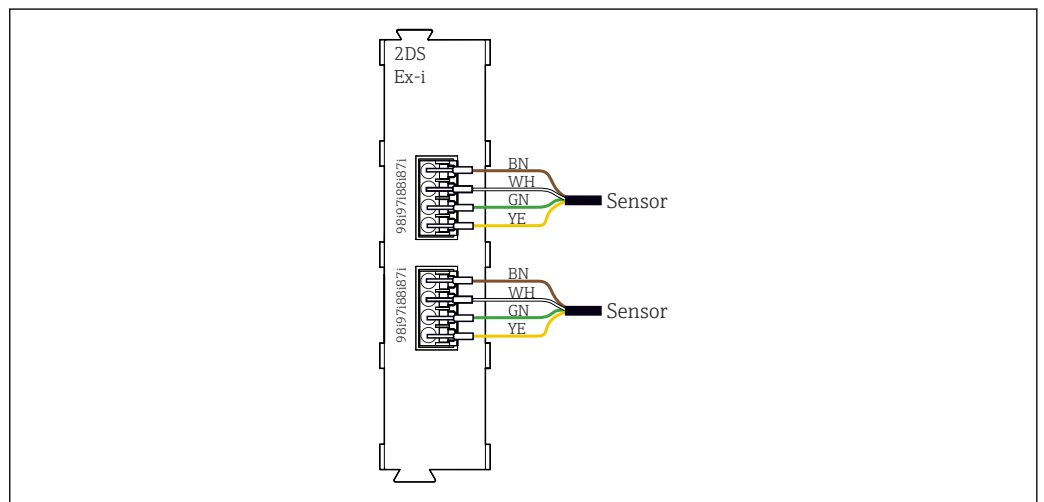 2DS
Ex-i
98i97i88i87i
BN
WH
GN
YE
Sensor
98i97i88i87i
BN
WH
GN
YE
Sensor